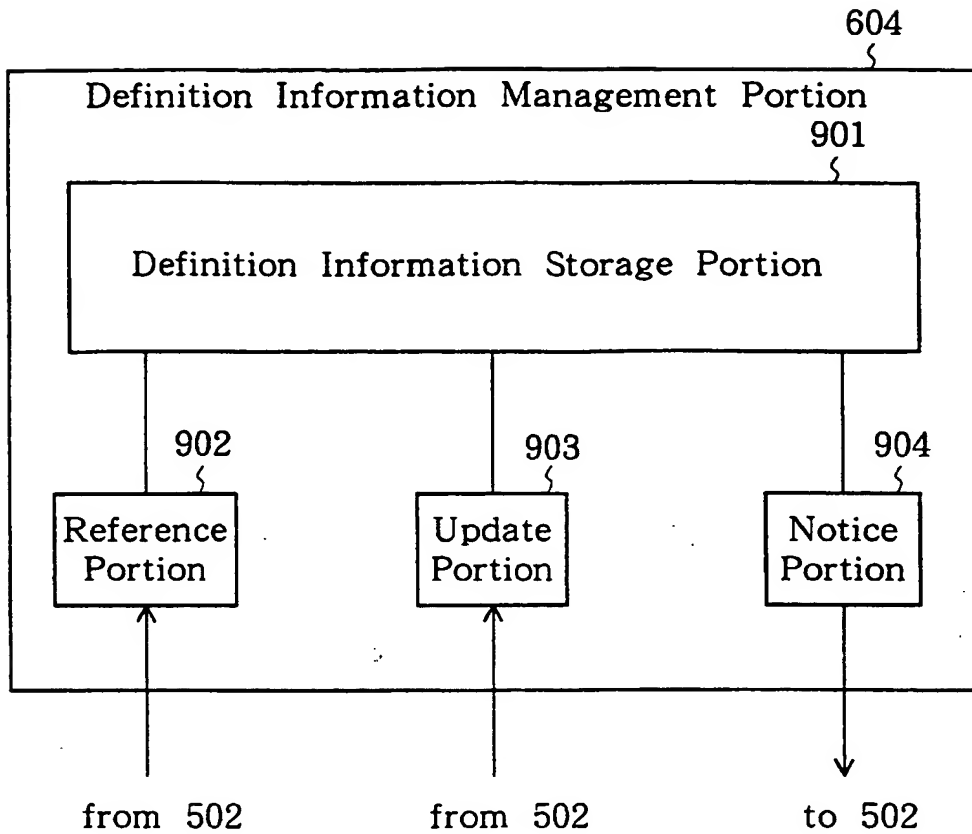 604
Definition Information Management Portion
901
Definition Information Storage Portion
902
903
904
Reference
Portion
Update
Portion
Notice
Portion
from 502
from 502
to 502